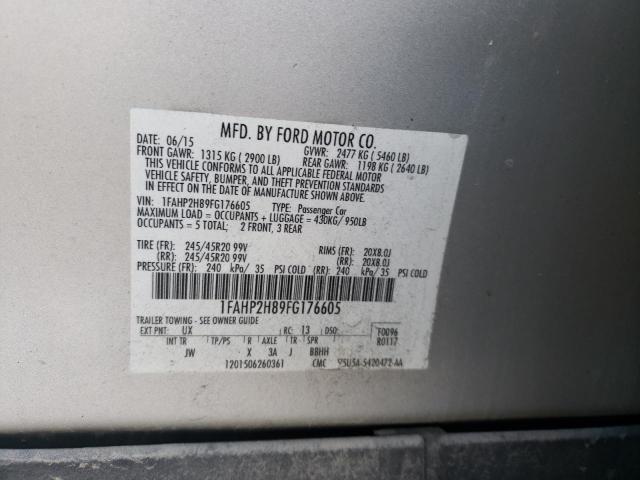 MFD. BY FORD MOTOR CO.
DATE: 06/15 GVWR: 2477 KG ( 5460 LB)
FRONT GAWR: 1315 KG ( 2900 LB) REAR GAWR: 1198 KG ( 2640 LB)
THIS VEHICLE CONFORMS TO ALL APPLICABLE FEDERAL MOTOR
VEHICLE SAFETY, BUMPER, AND THEFT PREVENTION STANDARDS
IN EFFECT ON THE DATE OF MANUFACTURE SHOWN ABOVE.
VIN: 1FAHP2H89FG176605 TYPE: Passenger Car
MAXIMUM LOAD = OCCUPANTS + LUGGAGE = 430KG/ 950LB
OCCUPANTS = 5 TOTAL: 2 FRONT, 3 REAR
TIRE (FR): 245/45R20 99V RIMS (FR): 20X8.0J
(RR): 245/45R20 99V (RR): 20X8.0J
PRESSURE (FR): 240 kPa/ 35 PSI COLD (RR): 240 kPa/ 35 PSI COLD
1FAHP2H89FG176605
TRAILER TOWING - SEE OWNER GUIDE
EXT PNT: UX RC: 13 DSO: F0096
INT TR TP/PS R AXLE TR SPR R0117
JW - X 3A J BBHH
1201506260361 CMC 5U5A-5420472-AA